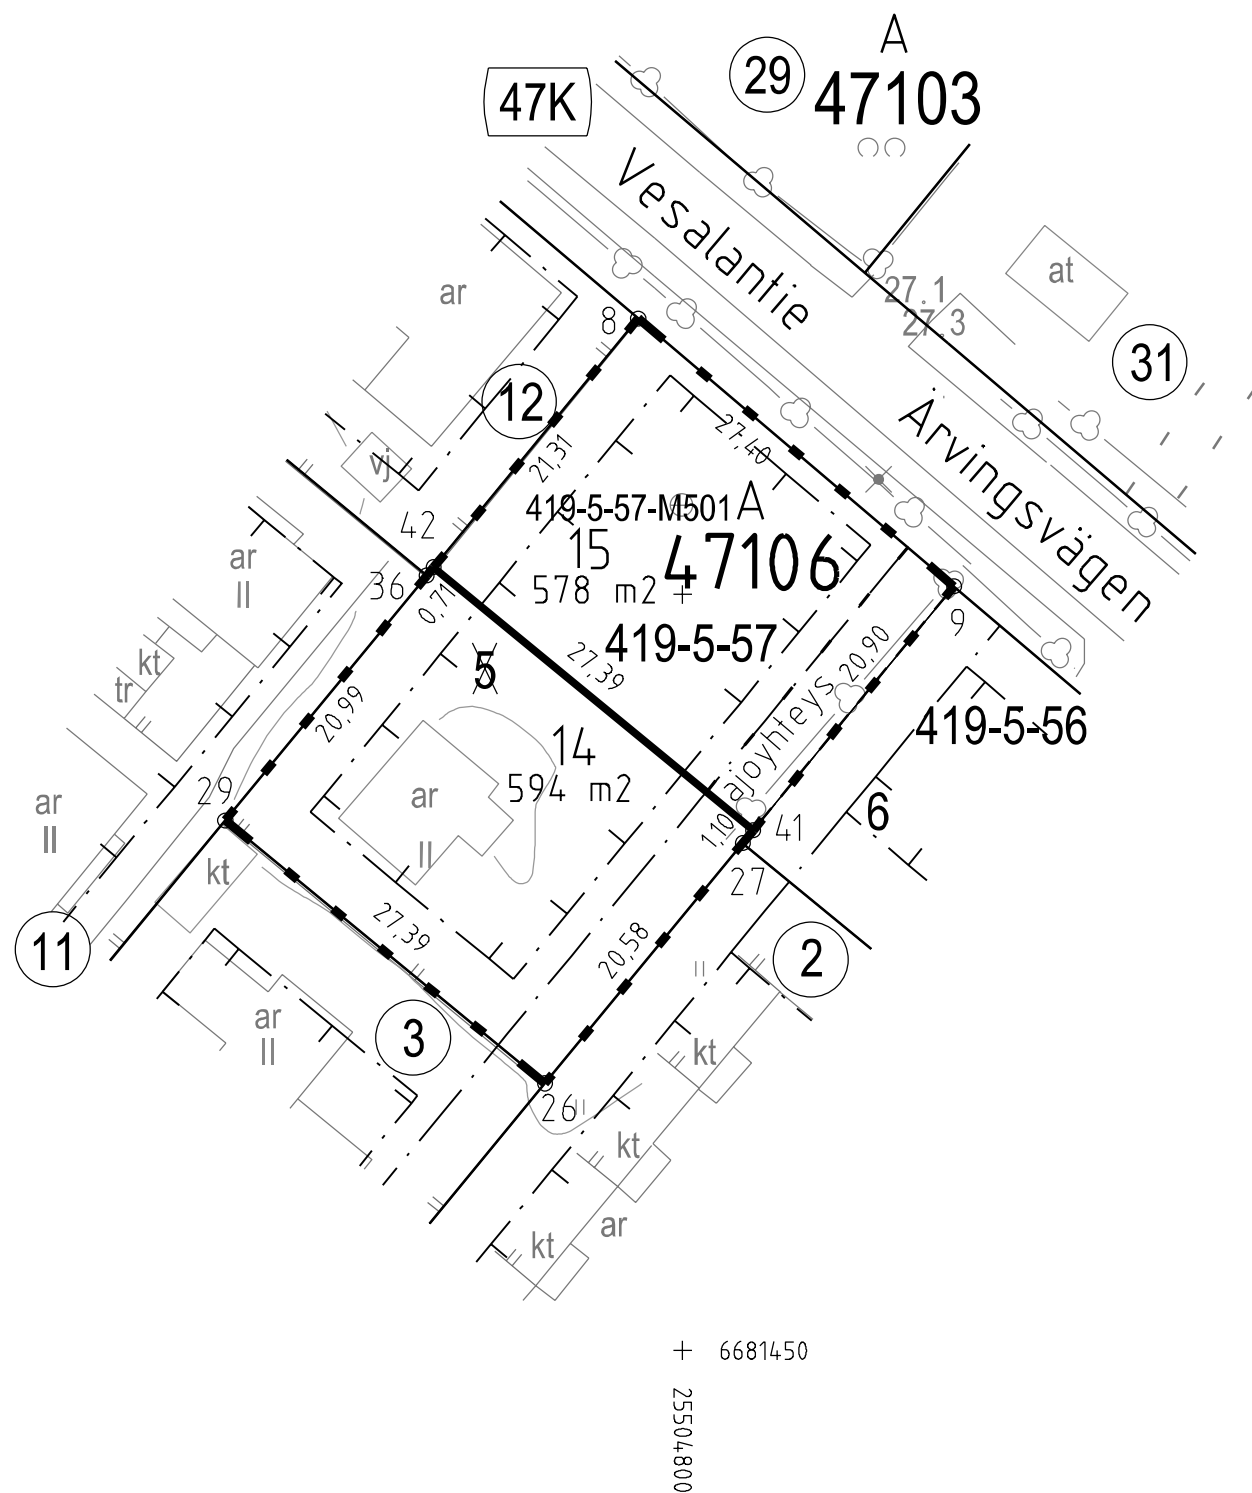 A
29
47103
47K
Vesalantie
at
27.1
27.3
ar
8
31
12
Arvingsvägen
27,40
vj
21,31
419-5-57-M501
A
42
15
47106
ar
II
36
578 m2
0,71
9
419-5-57
kt
5
27,39
20,90
tr
20,99
ajoyhteys
419-5-56
14
29
594 m2
ar
II
ar
II
6
1,10
41
kt
27
27,39
20,58
11
2
ar
II
3
kt
26
kt
ar
kt
6681450
25504800